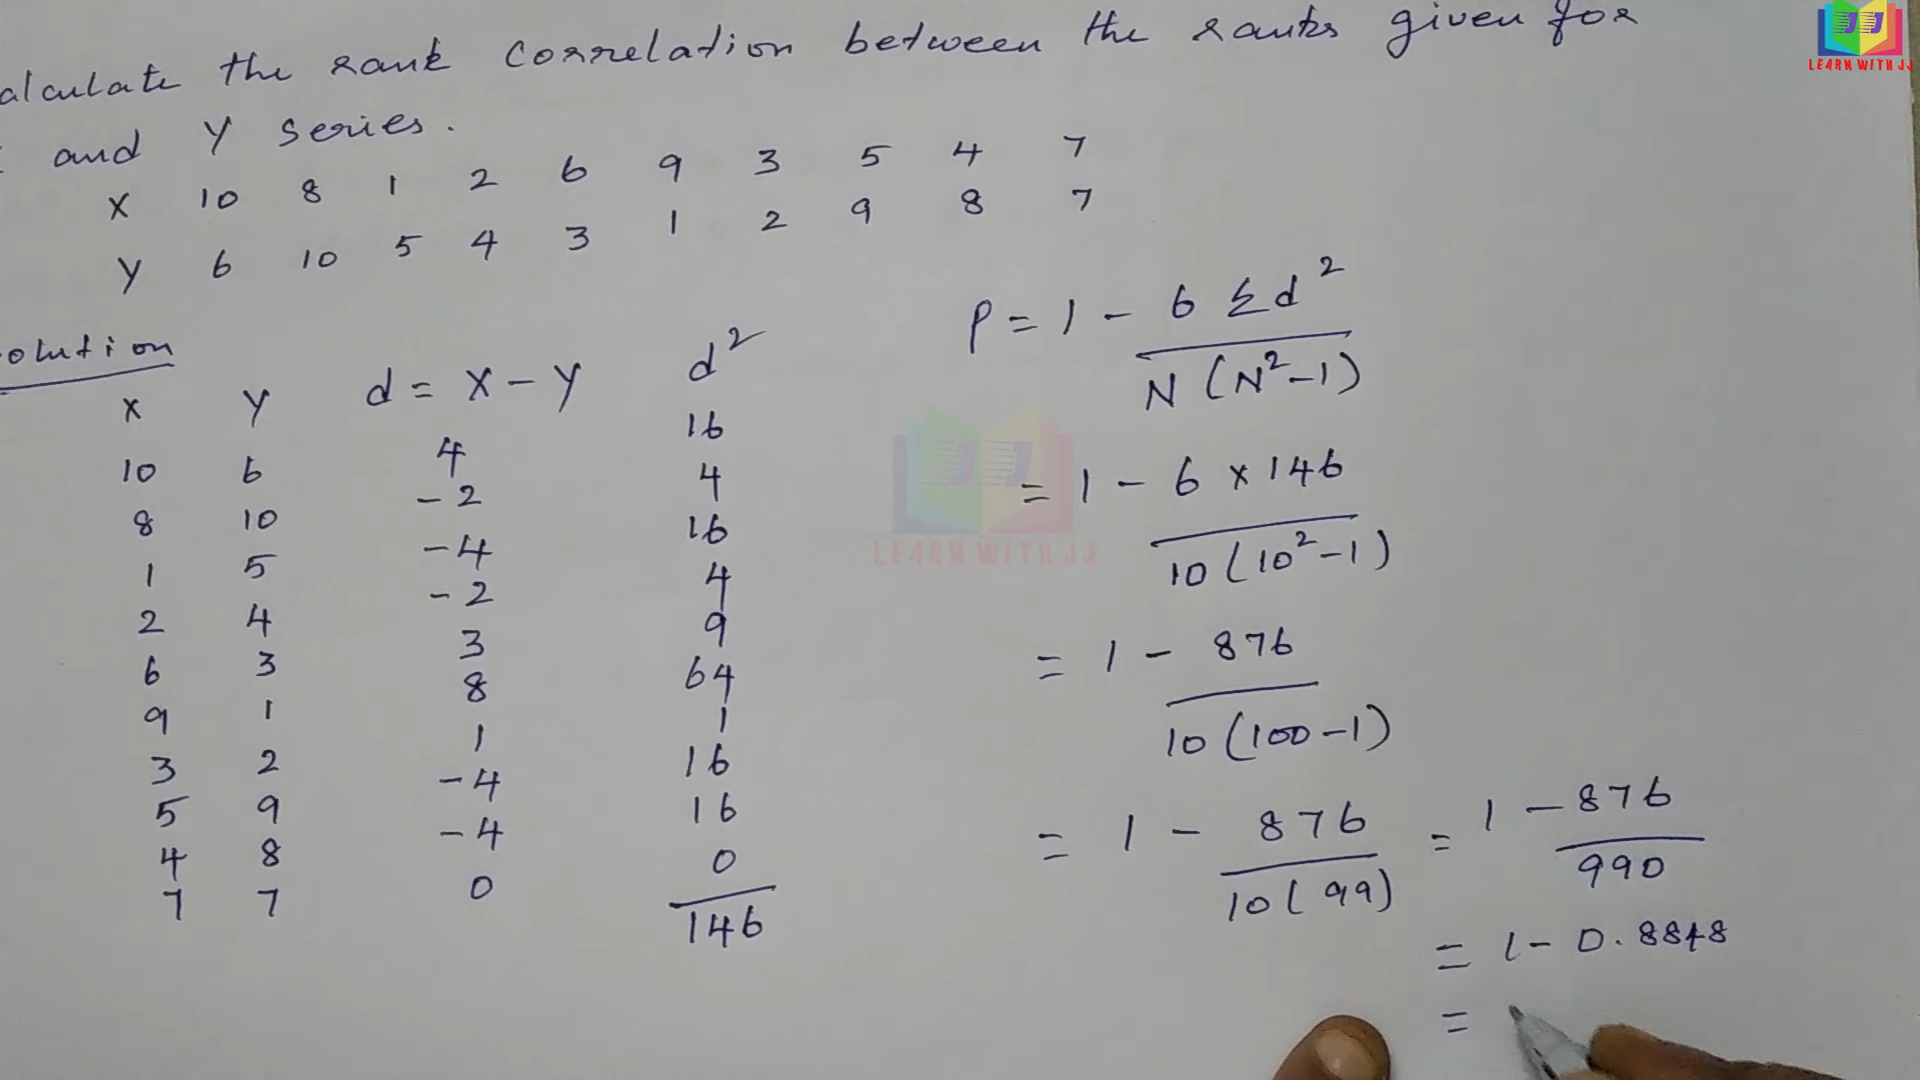 alculate the rank correlation between the ranks given for
and Y series.
X 10 8 1 2 6 9 3 5 4 7
Y 6 10 5 4 3 1 2 9 8 7
olution
X Y d = X - Y d²
10 6 4 16
8 10 -2 4
1 5 -4 16
2 4 -2 4
6 3 3 9
9 1 8 64
3 2 1 1
5 9 -4 16
4 8 -4 16
7 7 0 0
146
ρ = 1 - 6 Σd²
N (N²-1)
= 1 - 6 × 146
10 (10²-1)
= 1 - 876
10 (100-1)
= 1 - 876
10 (99)
= 1 - 876
990
= 1 - 0.8848
=
LEARN WITH JJ
LEARN WITH JJ